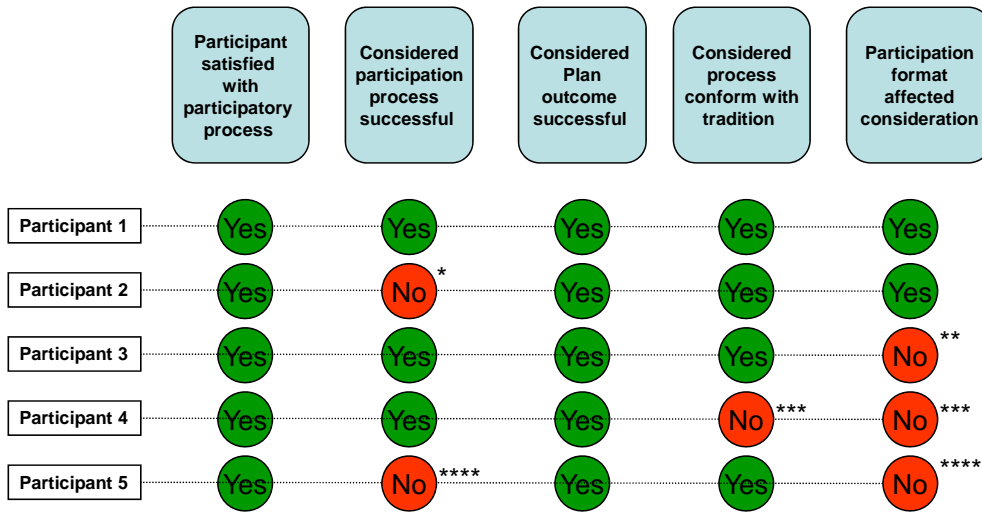 Participant
satisfied
with
participatory
process
Considered
participation
process
successful
Considered
Plan
outcome
successful
Considered
process
conform with
tradition
Participation
format
affected
consideration
Participant 1
Yes Yes Yes Yes Yes
Participant 2
Yes No * Yes Yes Yes
Participant 3
Yes Yes Yes Yes No **
Participant 4
Yes Yes Yes No *** No ***
Participant 5
Yes No **** Yes Yes No ****